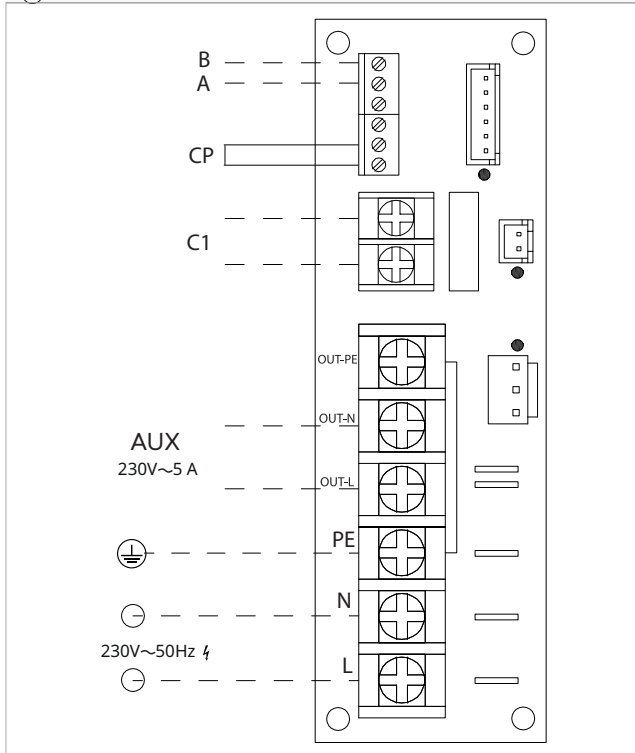 B
A
CP
C1
OUT-PE
OUT-N
AUX
230V～5 A
OUT-L
PE
N
230V～50Hz
L